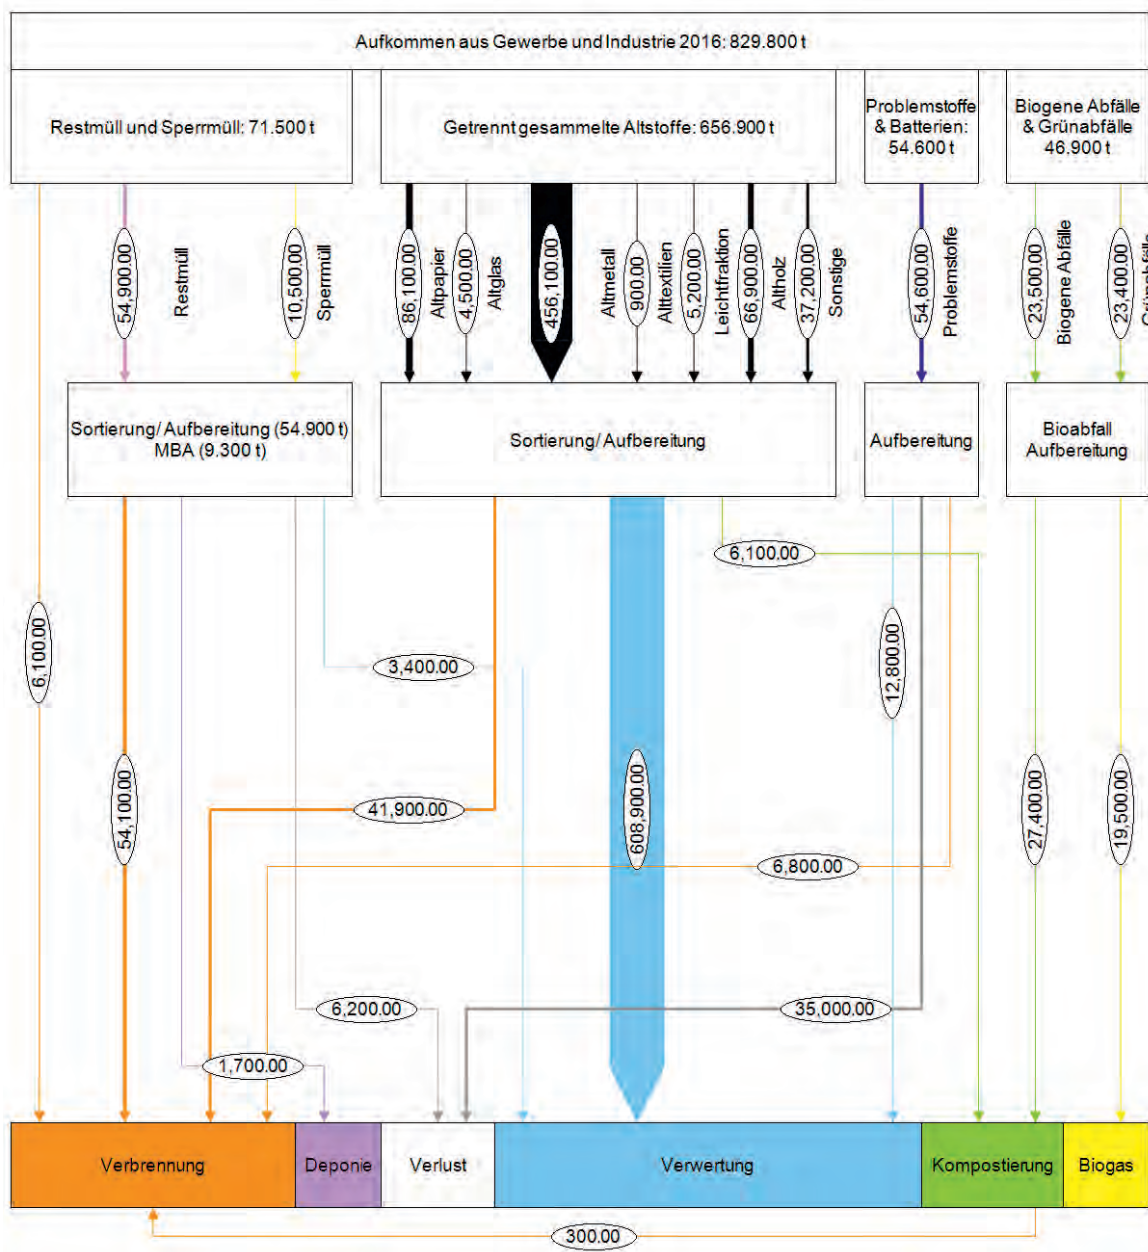 Aufkommen aus Gewerbe und Industrie 2016: 829.800 t
Restmüll und Sperrmüll: 71.500 t
Getrennt gesammelte Altstoffe: 656.900 t
Problemstoffe
& Batterien:
54.600 t
Biogene Abfälle
& Grünabfälle
46.900 t
54,900.00
Restmüll
10,500.00
Sperrmüll
86,100.00
Altpapier
4,500.00
Altglas
456,100.00
Altmetall
900.00
Alttextilien
5,200.00
Leichtfraktion
66,900.00
Altholz
37,200.00
Sonstige
54,600.00
Problemstoffe
23,500.00
Biogene Abfälle
23,400.00
Grünabfälle
Sortierung/ Aufbereitung (54.900 t)
MBA (9.300 t)
Sortierung/ Aufbereitung
Aufbereitung
Bioabfall
Aufbereitung
6,100.00
6,100.00
3,400.00
12,800.00
54,100.00
41,900.00
608,900.00
6,800.00
27,400.00
19,500.00
6,200.00
35,000.00
1,700.00
Verbrennung
Deponie
Verlust
Verwertung
Kompostierung
Biogas
300.00